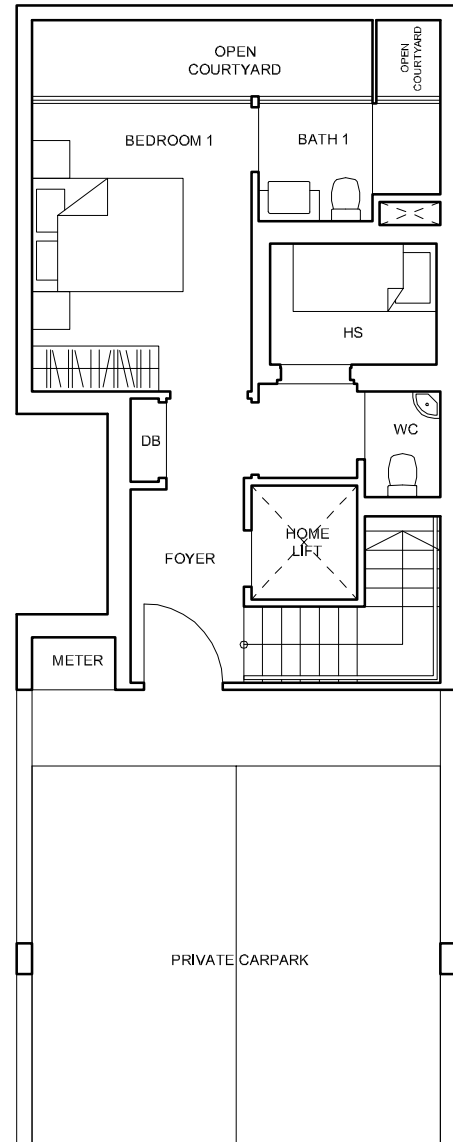 OPEN
COURTYARD
OPEN
COURTYARD
BEDROOM 1
BATH 1
HS
WC
DB
HOME
LIFT
FOYER
METER
PRIVATE CARPARK